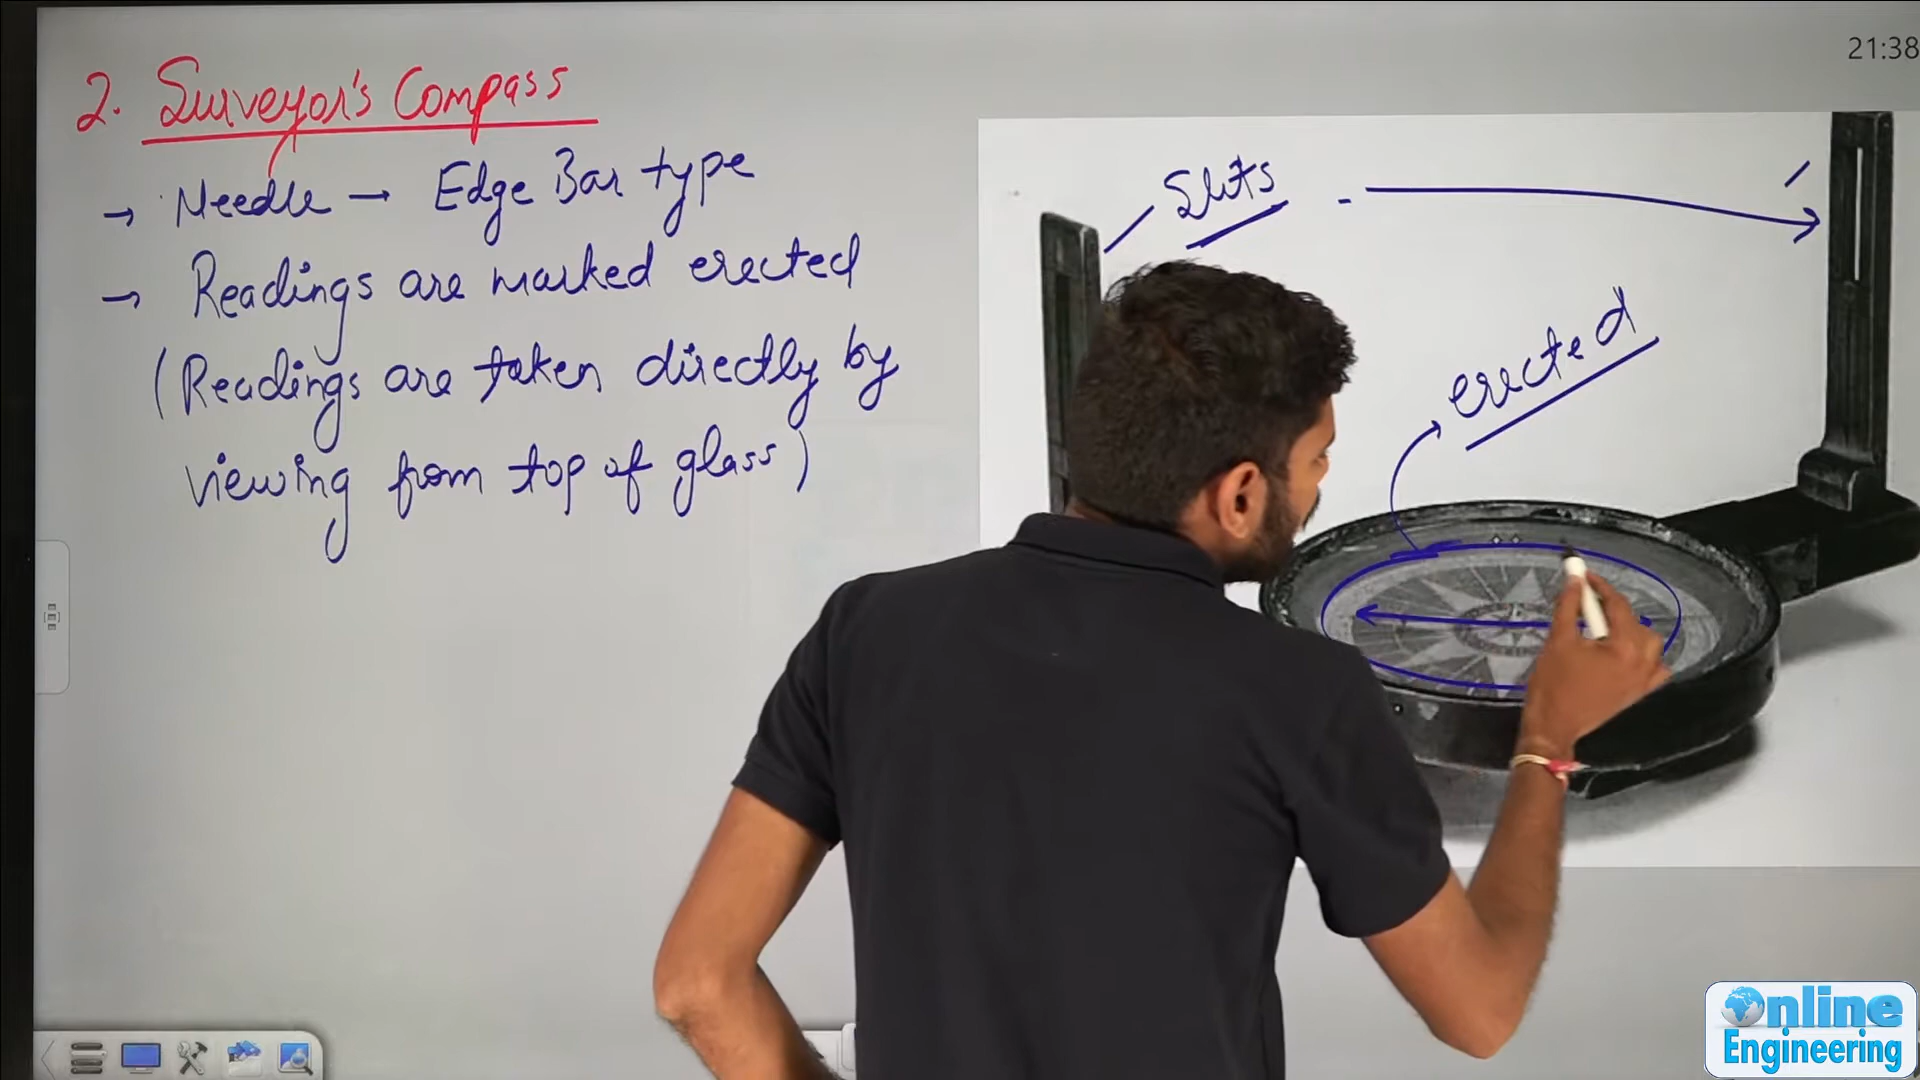 21:38
2. Surveyor's Compass
→ Needle → Edge Bar type
→ Readings are marked erected
(Readings are taken directly by
viewing from top of glass)
Slits
erected
Online
Engineering